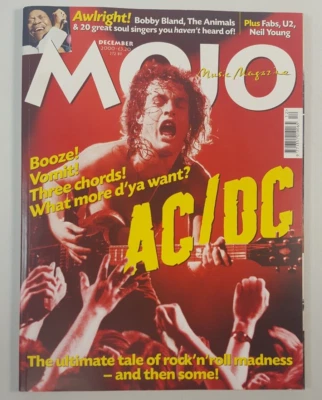 Awlright! Bobby Bland, The Animals
& 20 great soul singers you haven't heard of!
Plus Fabs, U2,
Neil Young
MOJO
DECEMBER
Music Magazine
Booze!
Vomit!
Three chords!
What more d'ya want?
AC/DC
The ultimate tale of rock'n'roll madness
– and then some!